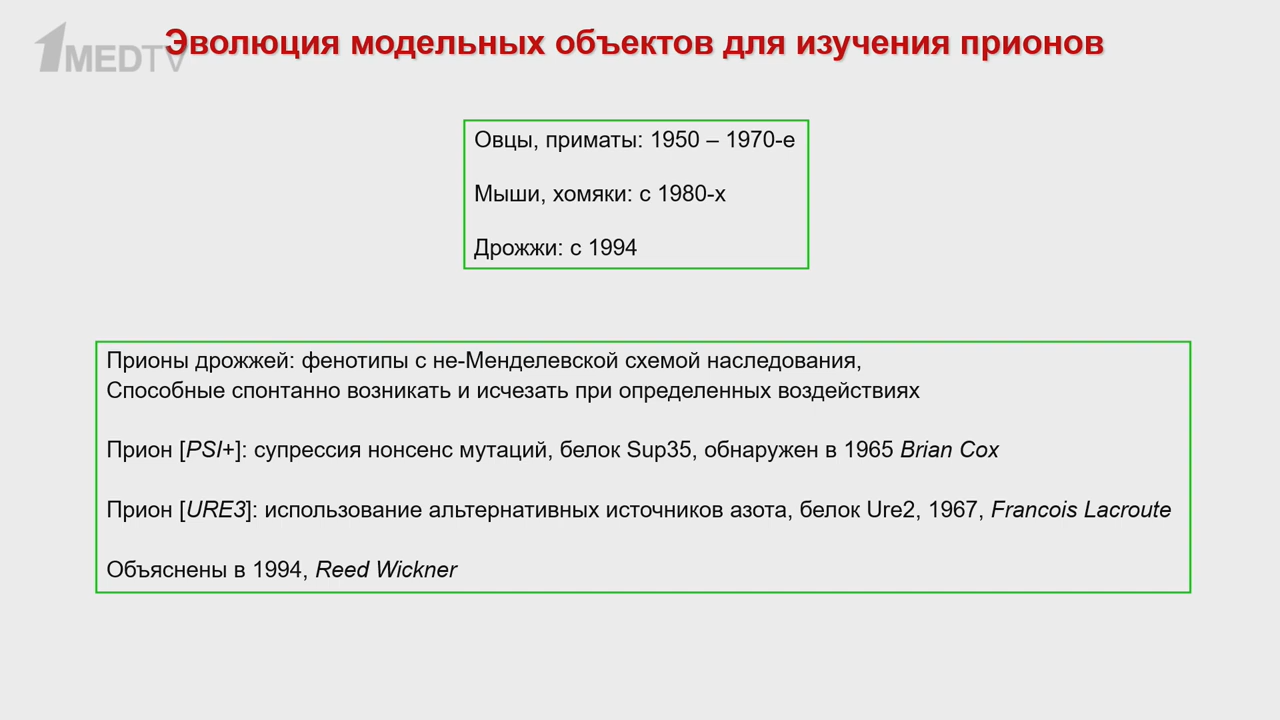 1MEDTV
Эволюция модельных объектов для изучения прионов
Овцы, приматы: 1950 – 1970-е
Мыши, хомяки: с 1980-х
Дрожжи: с 1994
Прионы дрожжей: фенотипы с не-Менделевской схемой наследования,
Способные спонтанно возникать и исчезать при определенных воздействиях
Прион [PSI+]: супрессия нонсенс мутаций, белок Sup35, обнаружен в 1965 Brian Cox
Прион [URE3]: использование альтернативных источников азота, белок Ure2, 1967, Francois Lacroute
Объяснены в 1994, Reed Wickner